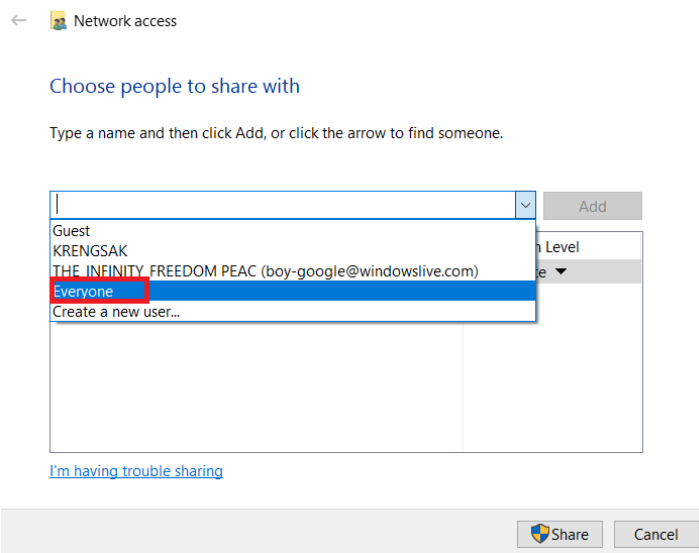 Network access
Choose people to share with
Type a name and then click Add, or click the arrow to find someone.
Add
Guest
KRENGSAK
THE INFINITY FREEDOM PEAC (boy-google@windowslive.com)
Everyone
Create a new user...
Level
I'm having trouble sharing
Share
Cancel